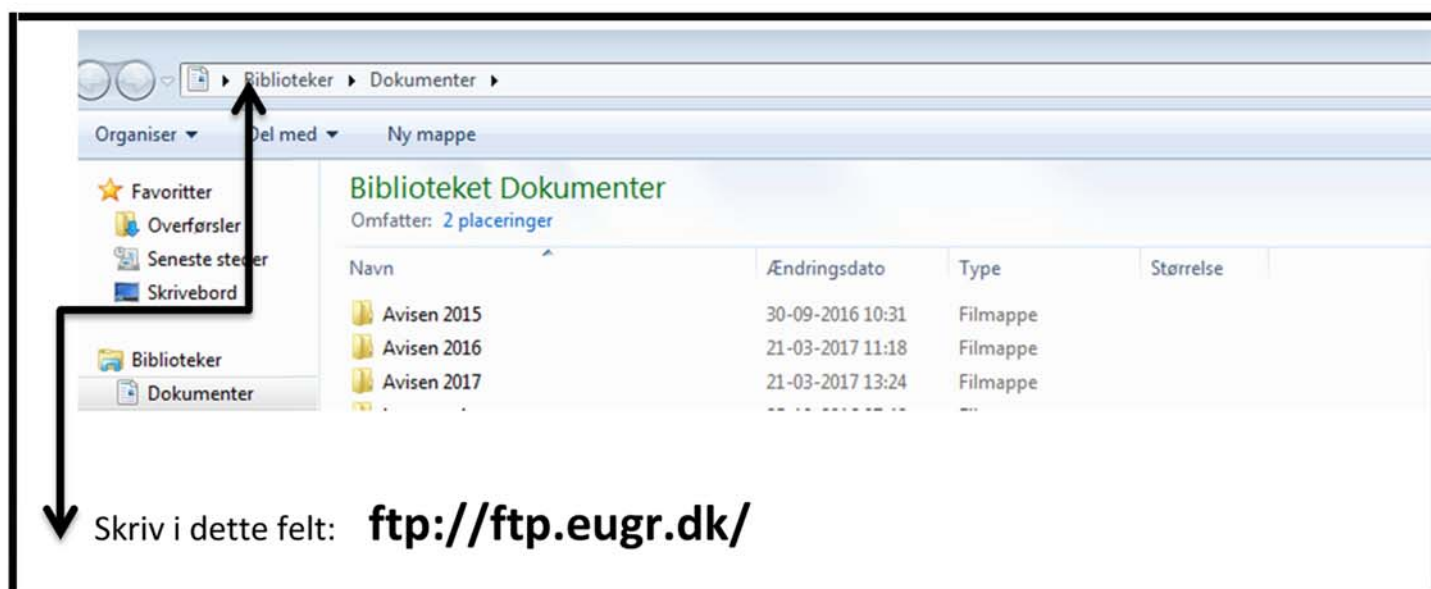 Biblioteker Dokumenter
Organiser Del med Ny mappe
Favoritter
Overførsler
Seneste steder
Skrivebord
Biblioteker
Dokumenter
Biblioteket Dokumenter
Omfatter: 2 placeringer
Navn Ændringsdato Type Størrelse
Avisen 2015 30-09-2016 10:31 Filmappe
Avisen 2016 21-03-2017 11:18 Filmappe
Avisen 2017 21-03-2017 13:24 Filmappe
Skriv i dette felt: ftp://ftp.eugr.dk/